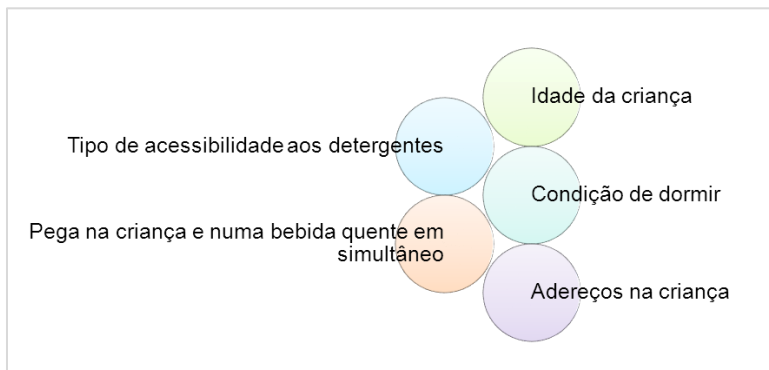 Idade da criança
Tipo de acessibilidade aos detergentes
Condição de dormir
Pega na criança e numa bebida quente em
simultâneo
Adereços na criança